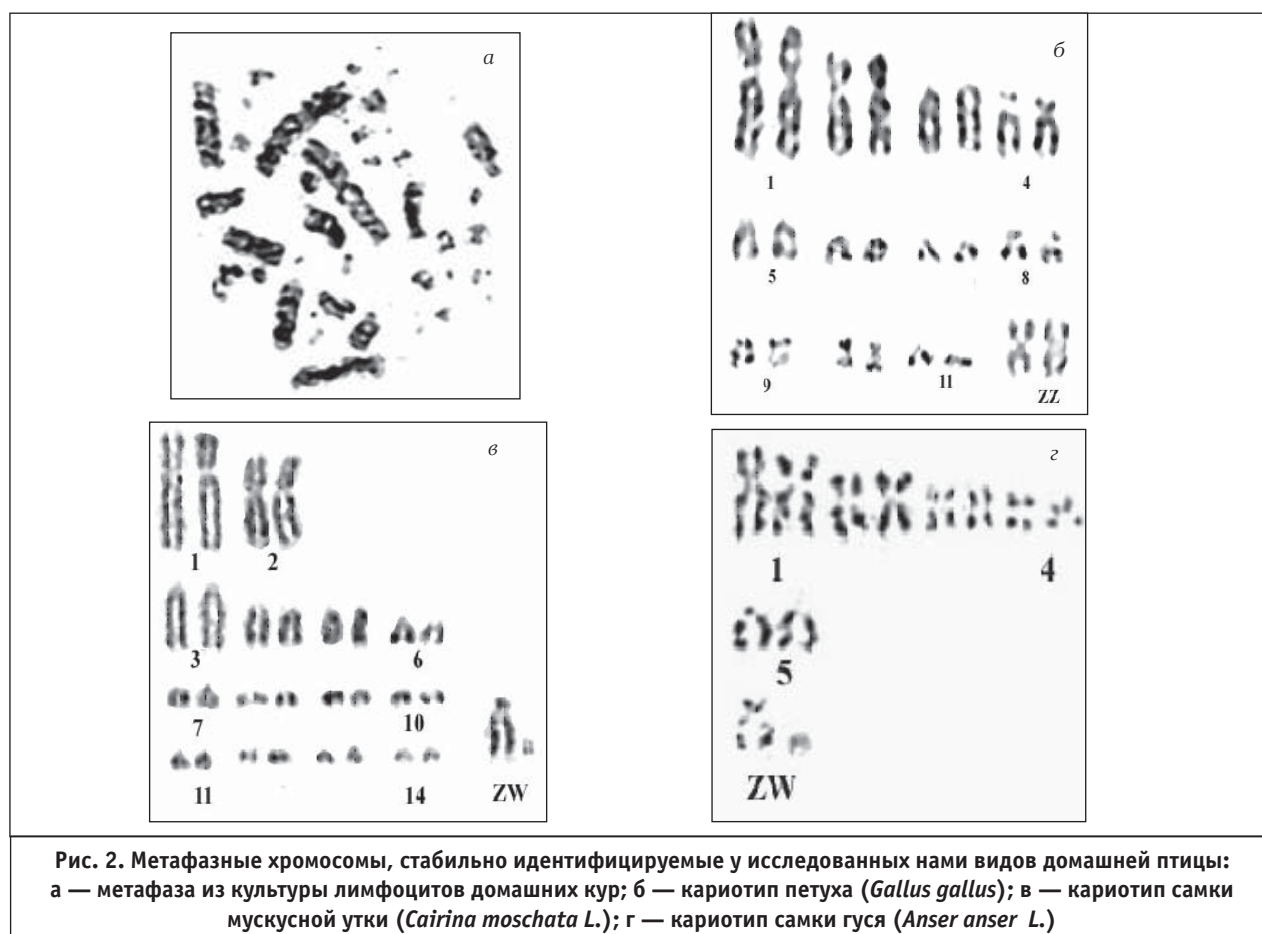 а
б
1 4
5 8
9 11 ZZ
в
1 2
3 6
7 10
11 14 ZW
г
1 4
5
ZW
Рис. 2. Метафазные хромосомы, стабильно идентифицируемые у исследованных нами видов домашней птицы:
а — метафаза из культуры лимфоцитов домашних кур; б — кариотип петуха (Gallus gallus); в — кариотип самки
мускусной утки (Cairina moschata L.); г — кариотип самки гуся (Anser anser L.)